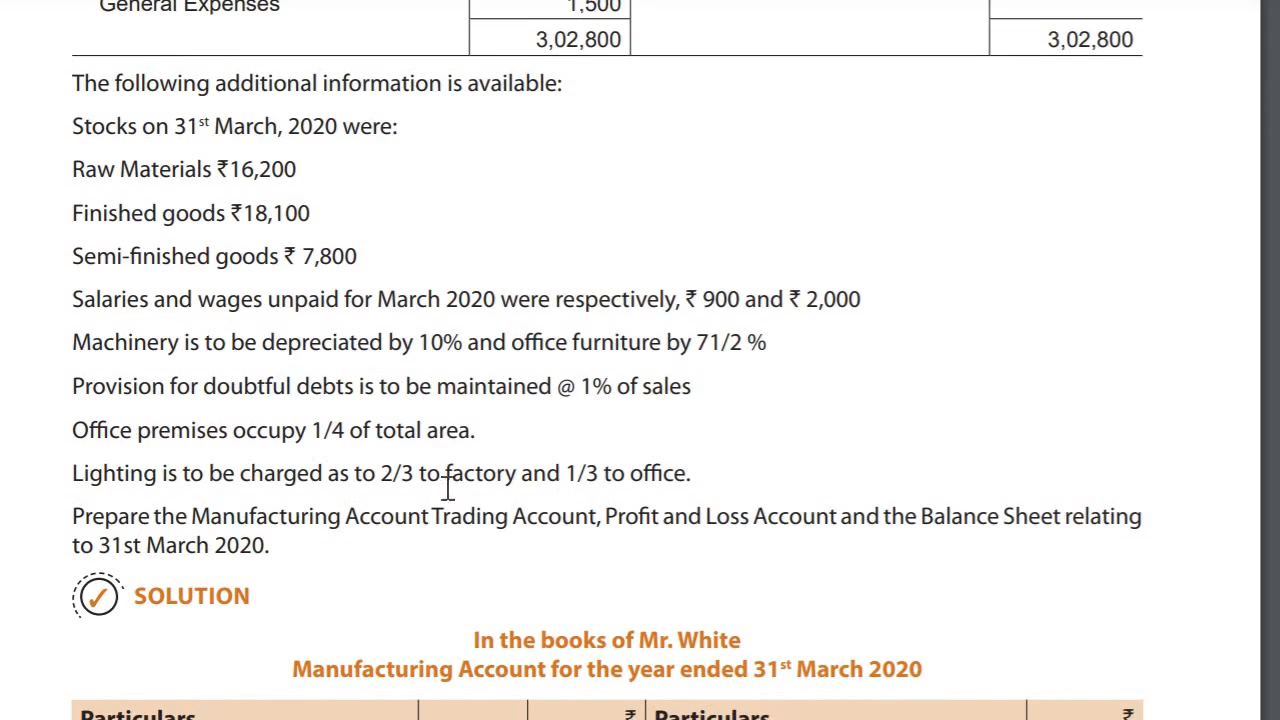 General Expenses 1,500
3,02,800 3,02,800
The following additional information is available:
Stocks on 31st March, 2020 were:
Raw Materials ₹16,200
Finished goods ₹18,100
Semi-finished goods ₹ 7,800
Salaries and wages unpaid for March 2020 were respectively, ₹ 900 and ₹ 2,000
Machinery is to be depreciated by 10% and office furniture by 71/2 %
Provision for doubtful debts is to be maintained @ 1% of sales
Office premises occupy 1/4 of total area.
Lighting is to be charged as to 2/3 to factory and 1/3 to office.
Prepare the Manufacturing Account Trading Account, Profit and Loss Account and the Balance Sheet relating
to 31st March 2020.
SOLUTION
In the books of Mr. White
Manufacturing Account for the year ended 31st March 2020
Particulars ₹ Particulars ₹